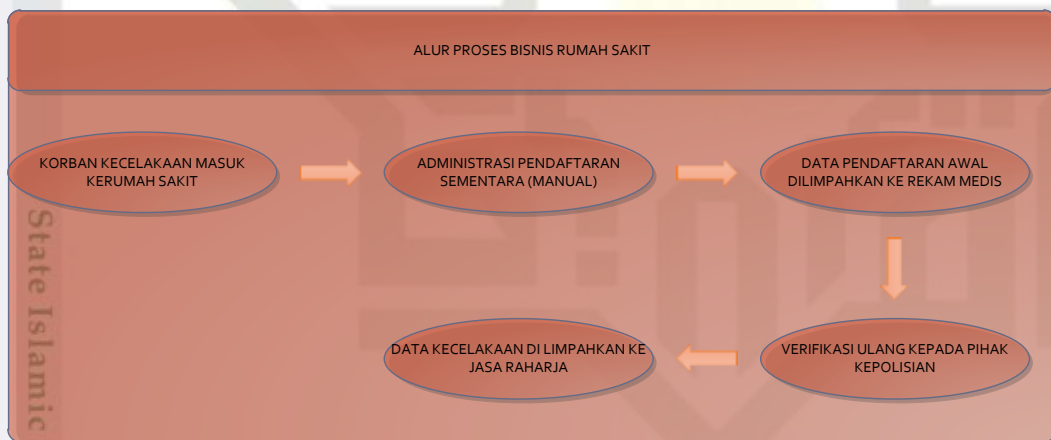 ALUR PROSES BISNIS RUMAH SAKIT
KORBAN KECELAKAAN MASUK
KERUMAH SAKIT
ADMINISTRASI PENDAFTARAN
SEMENTARA (MANUAL)
DATA PENDAFTARAN AWAL
DILIMPAHKAN KE REKAM MEDIS
VERIFIKASI ULANG KEPADA PIHAK
KEPOLISIAN
DATA KECELAKAAN DI LIMPAHKAN KE
JASA RAHARJA
State Islamic